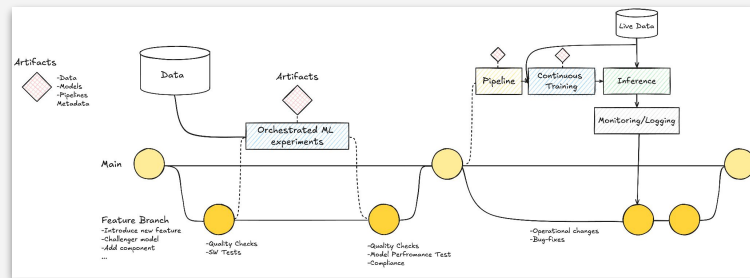 Live Data
Artifacts
-Data
-Models
-Pipelines
Metadata
Data
Artifacts
Orchestrated ML
experiments
Pipeline
Continuous
Training
Inference
Monitoring/Logging
Main
Feature Branch
-Introduce new feature
-Challenger model
-Add component
...
-Quality Checks
-SW Tests
-Quality Checks
-Model Perfromance Test
-Compliance
-Operational changes
-Bug-fixes